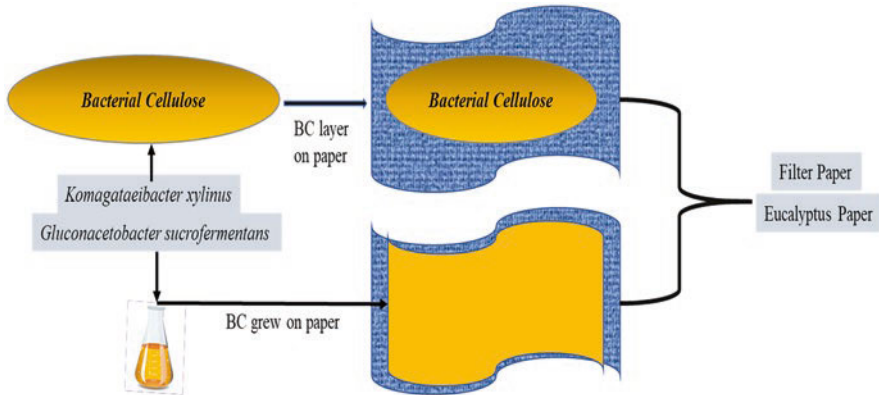 Bacterial Cellulose
BC layer
on paper
Bacterial Cellulose
Komagataeibacter xylinus
Gluconacetobacter sucrofermentans
BC grew on paper
Filter Paper
Eucalyptus Paper